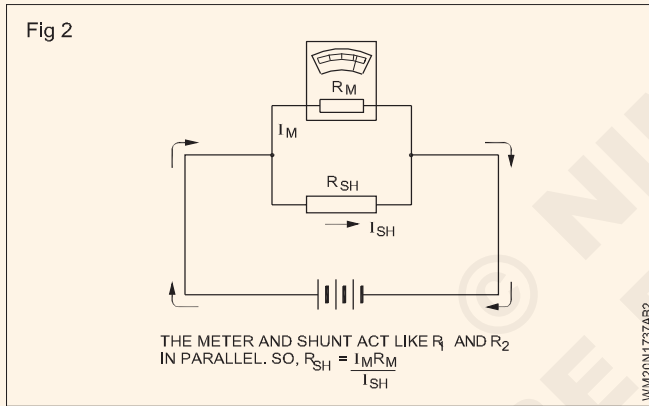 Fig 2
RM
IM
RSH
ISH
THE METER AND SHUNT ACT LIKE R1 AND R2
IN PARALLEL. SO, RSH = IMRM
ISH
WM20N1737AB2